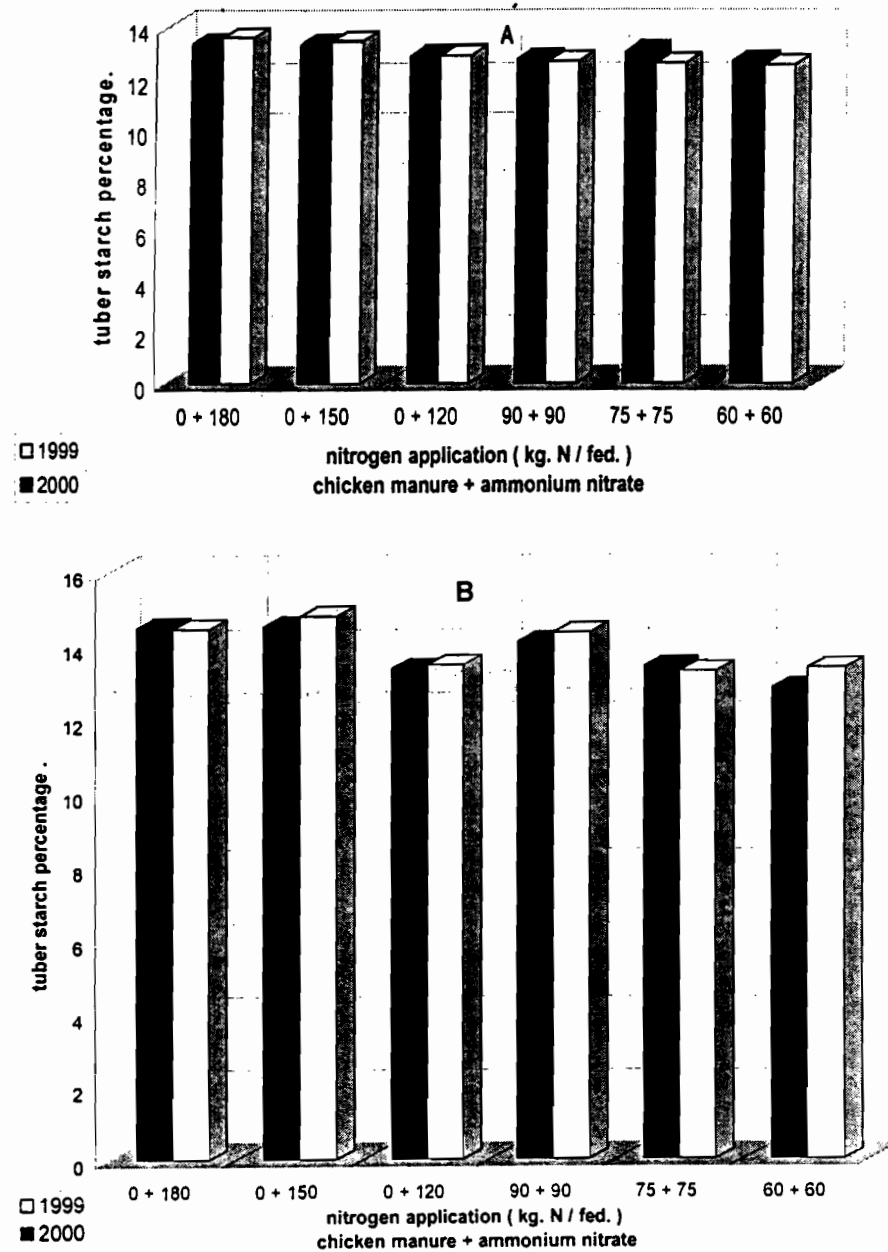 A
14
12
10
8
6
4
2
0
tuber starch percentage.
0 + 180 0 + 150 0 + 120 90 + 90 75 + 75 60 + 60
nitrogen application ( kg. N / fed. )
chicken manure + ammonium nitrate
1999
2000
B
16
14
12
10
8
6
4
2
0
tuber starch percentage .
0 + 180 0 + 150 0 + 120 90 + 90 75 + 75 60 + 60
nitrogen application ( kg. N / fed. )
chicken manure + ammonium nitrate
1999
2000